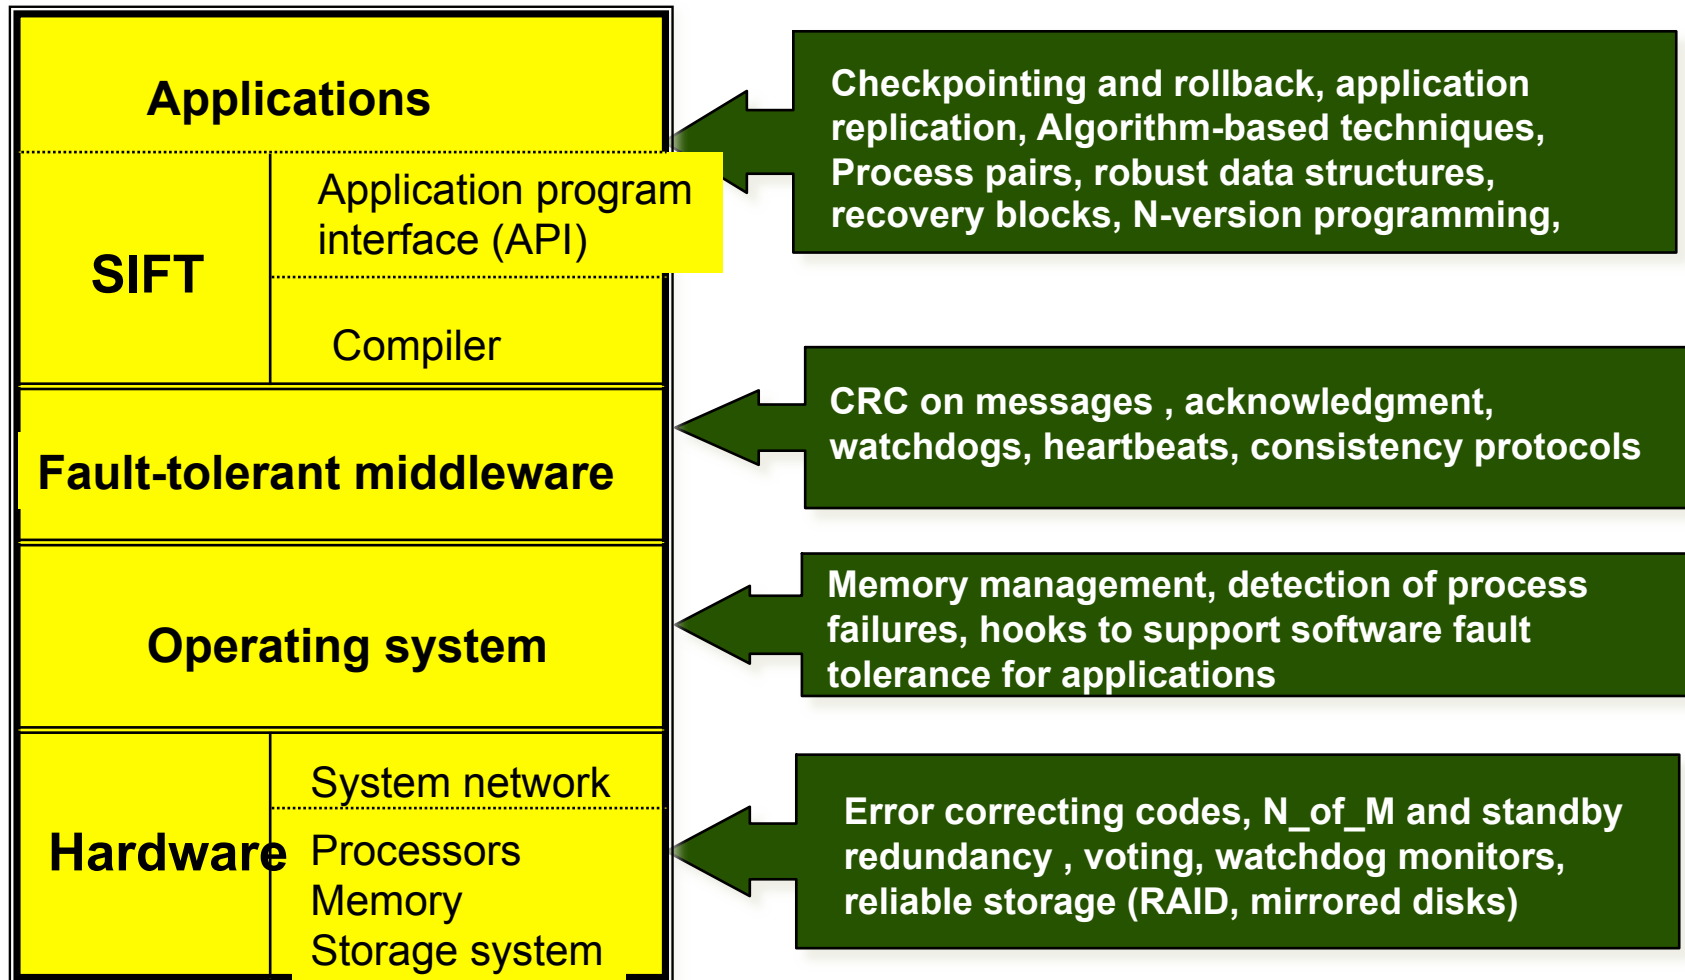 Applications
SIFT
Application program
interface (API)
Compiler
Fault-tolerant middleware
Operating system
Hardware
System network
Processors
Memory
Storage system
Checkpointing and rollback, application
replication, Algorithm-based techniques,
Process pairs, robust data structures,
recovery blocks, N-version programming,
CRC on messages , acknowledgment,
watchdogs, heartbeats, consistency protocols
Memory management, detection of process
failures, hooks to support software fault
tolerance for applications
Error correcting codes, N_of_M and standby
redundancy , voting, watchdog monitors,
reliable storage (RAID, mirrored disks)